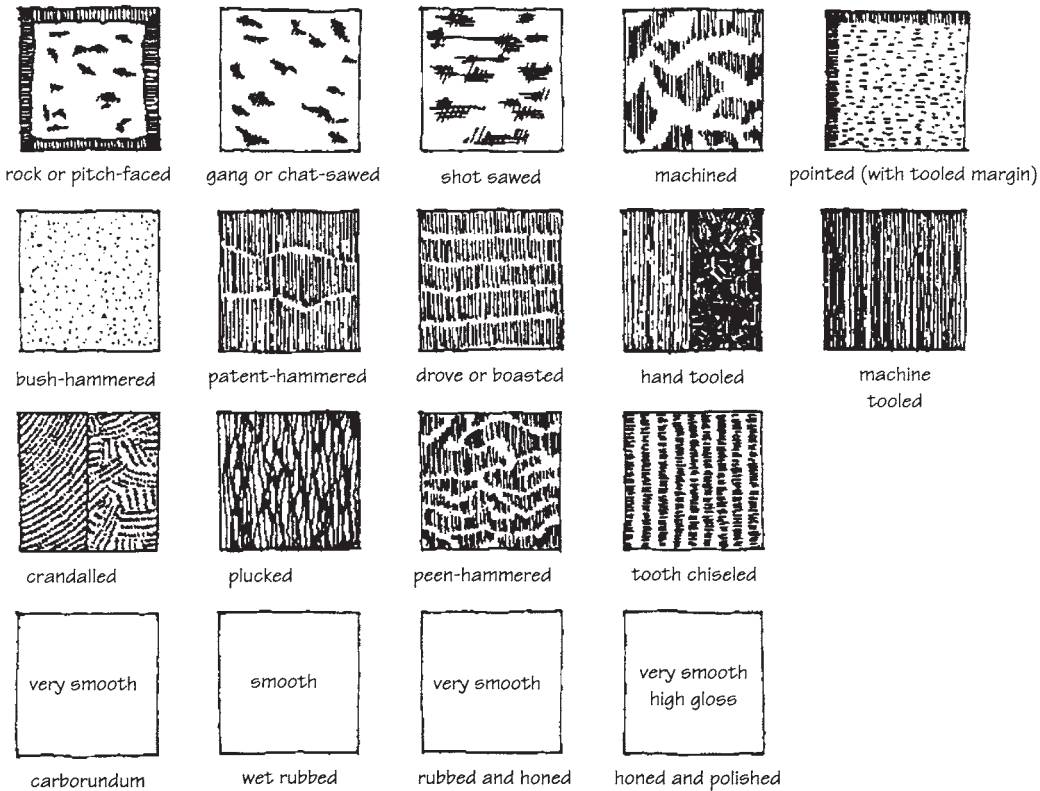 rock or pitch-faced
gang or chat-sawed
shot sawed
machined
pointed (with tooled margin)
bush-hammered
patent-hammered
drove or boasted
hand tooled
machine
tooled
crandalled
plucked
peen-hammered
tooth chiseled
very smooth
smooth
very smooth
very smooth
high gloss
carborundum
wet rubbed
rubbed and honed
honed and polished